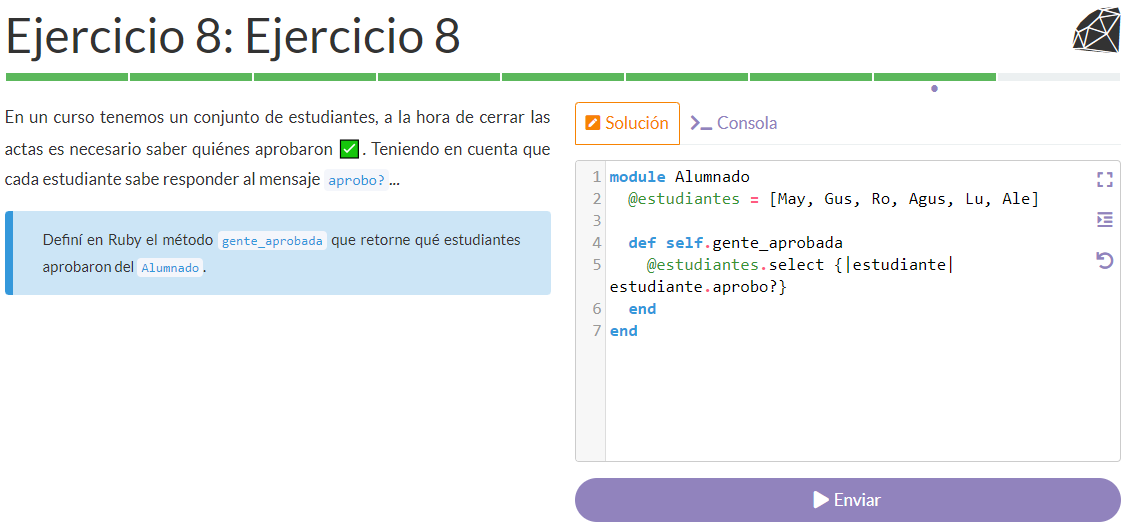 Ejercicio 8: Ejercicio 8
En un curso tenemos un conjunto de estudiantes, a la hora de cerrar las
actas es necesario saber quiénes aprobaron ✅. Teniendo en cuenta que
cada estudiante sabe responder al mensaje aprobo? ...
Definí en Ruby el método gente_aprobada que retorne qué estudiantes
aprobaron del Alumnado.
Solución
Consola
1 module Alumnado
2   @estudiantes = [May, Gus, Ro, Agus, Lu, Ale]
3
4   def self.gente_aprobada
5     @estudiantes.select {|estudiante|
estudiante.aprobo?}
6   end
7 end
Enviar